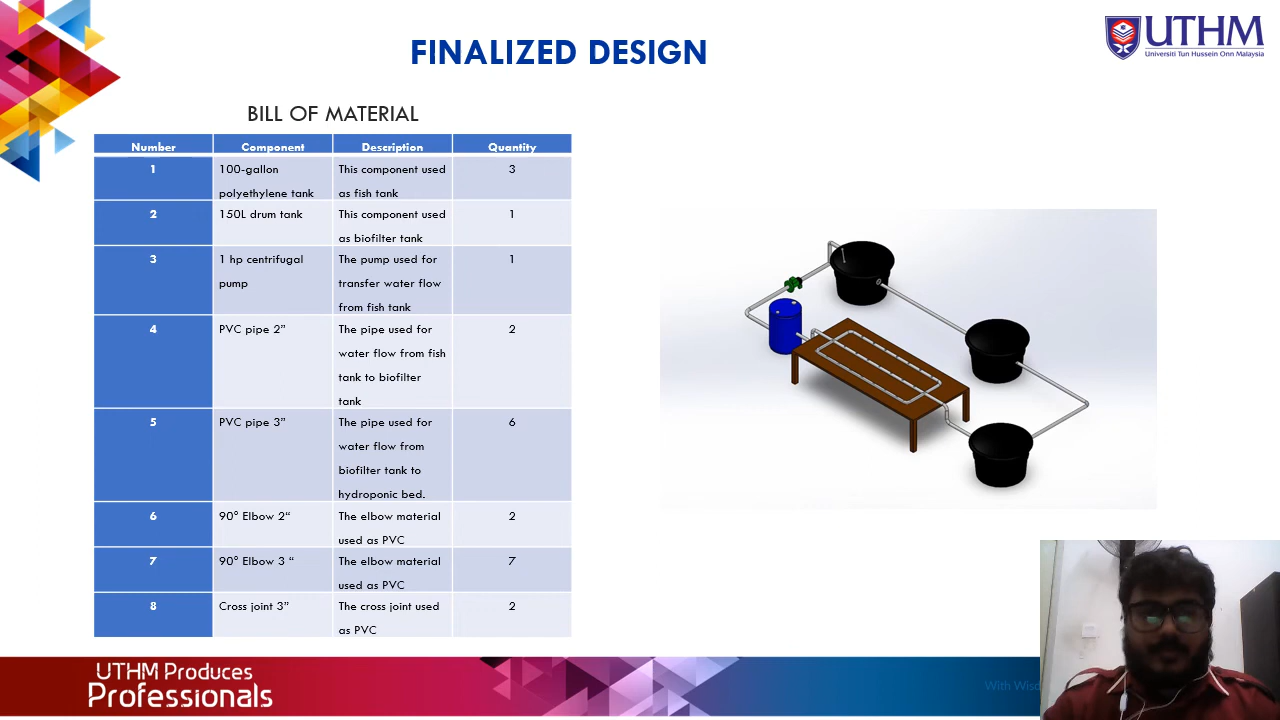 FINALIZED DESIGN
UTHM
Universiti Tun Hussein Onn Malaysia
BILL OF MATERIAL
Number Component Description Quantity
1 100-gallon polyethylene tank This component used as fish tank 3
2 150L drum tank This component used as biofilter tank 1
3 1 hp centrifugal pump The pump used for transfer water flow from fish tank 1
4 PVC pipe 2” The pipe used for water flow from fish tank to biofilter tank 2
5 PVC pipe 3” The pipe used for water flow from biofilter tank to hydroponic bed. 6
6 90° Elbow 2“ The elbow material used as PVC 2
7 90° Elbow 3 “ The elbow material used as PVC 7
8 Cross joint 3” The cross joint used as PVC 2
UTHM Produces
Professionals
With